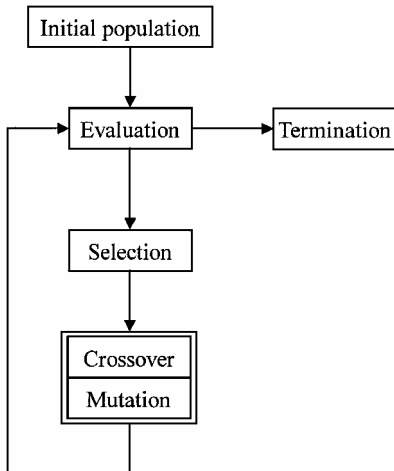 Initial population
Evaluation
Termination
Selection
Crossover
Mutation